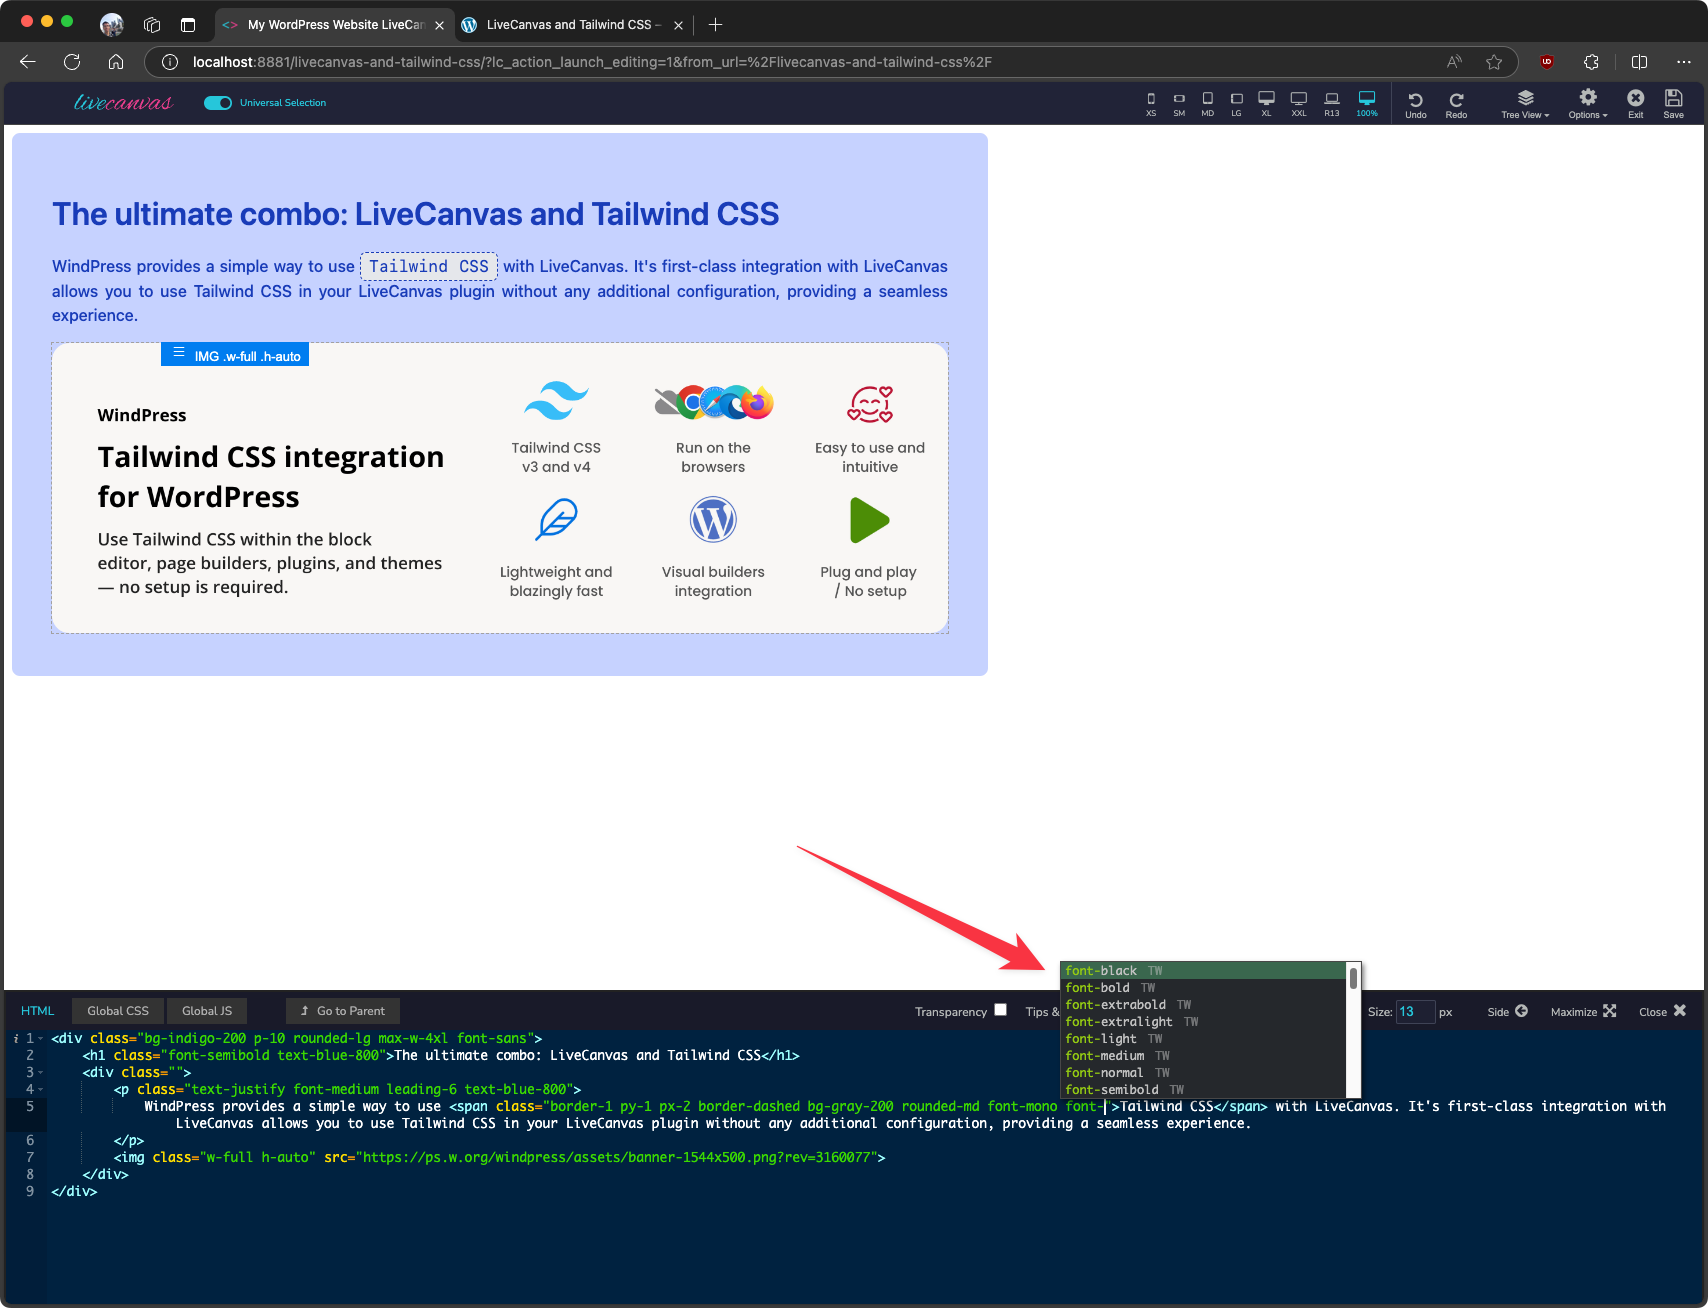 My WordPress Website LiveCan
LiveCanvas and Tailwind CSS –
localhost:8881/livecanvas-and-tailwind-css/?lc_action_launch_editing=1&from_url=%2Flivecanvas-and-tailwind-css%2F
livecanvas
Universal Selection
XS
SM
MD
LG
XL
XXL
R13
100%
Undo
Redo
Tree View
Options
Exit
Save
The ultimate combo: LiveCanvas and Tailwind CSS
WindPress provides a simple way to use Tailwind CSS with LiveCanvas. It's first-class integration with LiveCanvas
allows you to use Tailwind CSS in your LiveCanvas plugin without any additional configuration, providing a seamless
experience.
IMG .w-full .h-auto
WindPress
Tailwind CSS integration
for WordPress
Use Tailwind CSS within the block
editor, page builders, plugins, and themes
— no setup is required.
Tailwind CSS
v3 and v4
Run on the
browsers
Easy to use and
intuitive
Lightweight and
blazingly fast
Visual builders
integration
Plug and play
/ No setup
HTML
Global CSS
Global JS
Go to Parent
Transparency
Tips &
Size: 13 px
Side
Maximize
Close
font-black TW
font-bold TW
font-extrabold TW
font-extralight TW
font-light TW
font-medium TW
font-normal TW
font-semibold TW
i 1 <div class="bg-indigo-200 p-10 rounded-lg max-w-4xl font-sans">
2 <h1 class="font-semibold text-blue-800">The ultimate combo: LiveCanvas and Tailwind CSS</h1>
3 <div class="">
4 <p class="text-justify font-medium leading-6 text-blue-800">
5 WindPress provides a simple way to use <span class="border-1 py-1 px-2 border-dashed bg-gray-200 rounded-md font-mono font-">Tailwind CSS</span> with LiveCanvas. It's first-class integration with
LiveCanvas allows you to use Tailwind CSS in your LiveCanvas plugin without any additional configuration, providing a seamless experience.
6 </p>
7 <img class="w-full h-auto" src="https://ps.w.org/windpress/assets/banner-1544x500.png?rev=3160077">
8 </div>
9 </div>